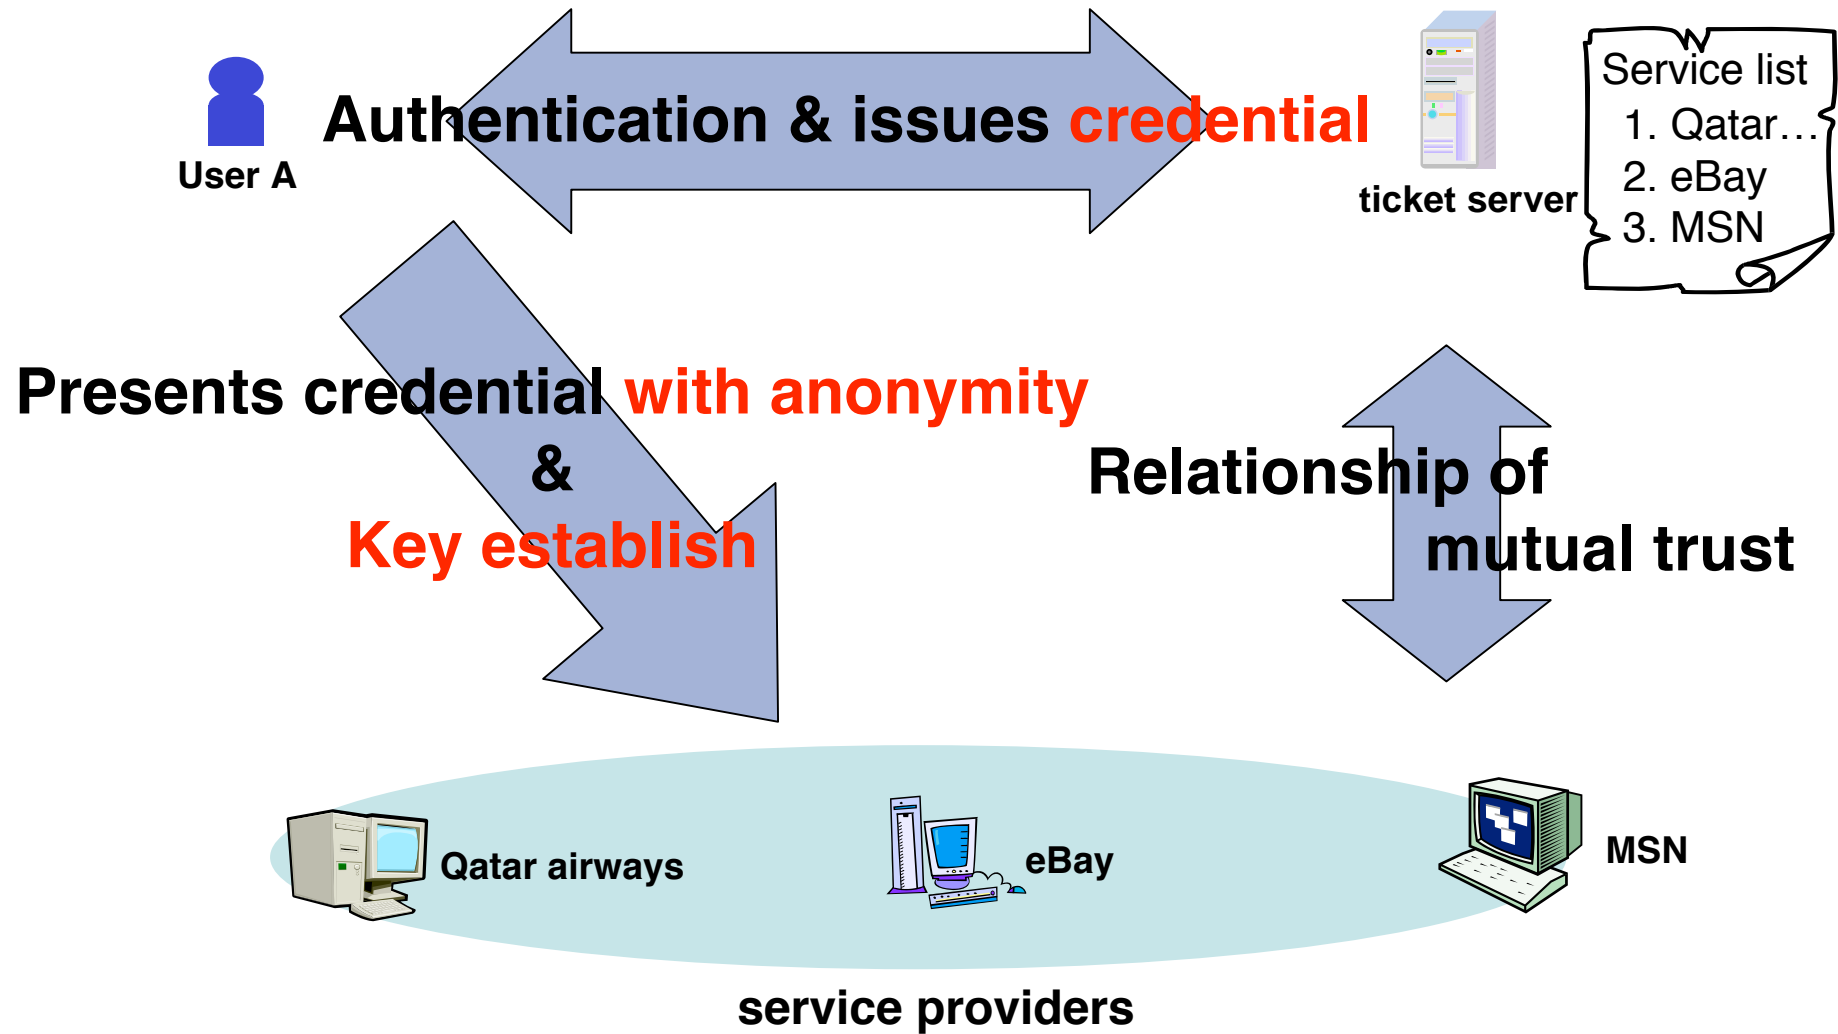 Authentication & issues credential
User A
ticket server
Service list
1. Qatar…
2. eBay
3. MSN
Presents credential with anonymity
&
Key establish
Relationship of
mutual trust
Qatar airways
eBay
MSN
service providers